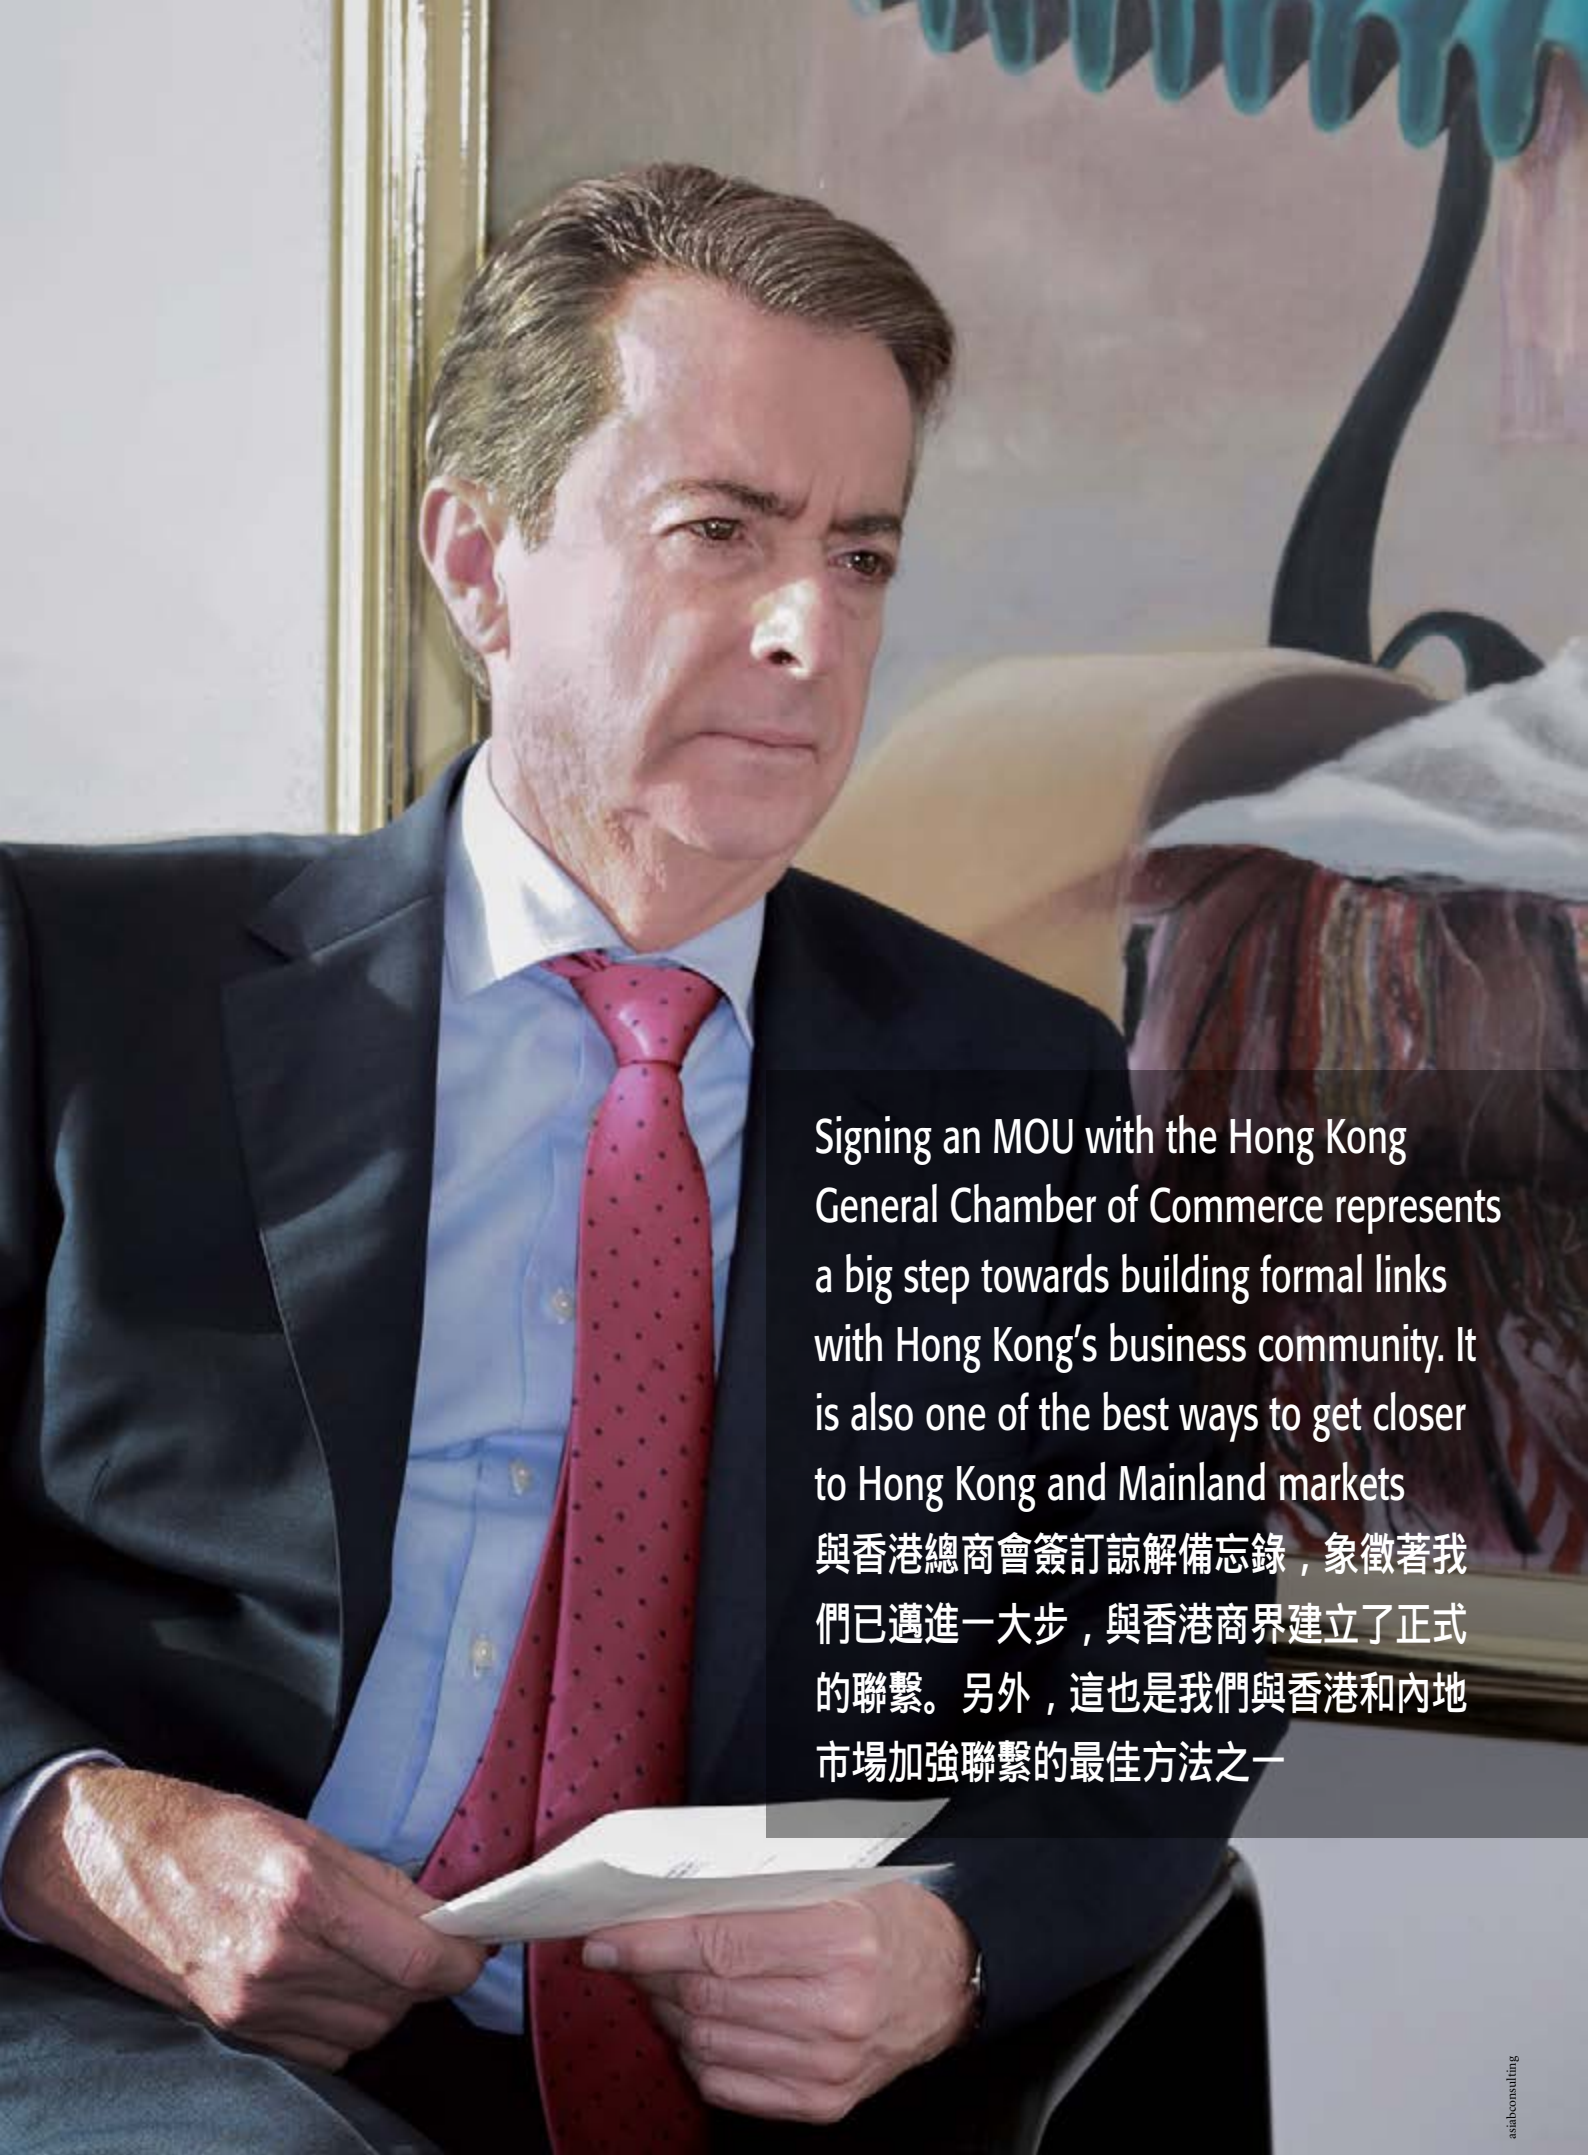 Signing an MOU with the Hong Kong
General Chamber of Commerce represents
a big step towards building formal links
with Hong Kong’s business community. It
is also one of the best ways to get closer
to Hong Kong and Mainland markets
與香港總商會簽訂諒解備忘錄，象徵著我
們已邁進一大步，與香港商界建立了正式
的聯繫。另外，這也是我們與香港和內地
市場加強聯繫的最佳方法之一
asiabconsulting